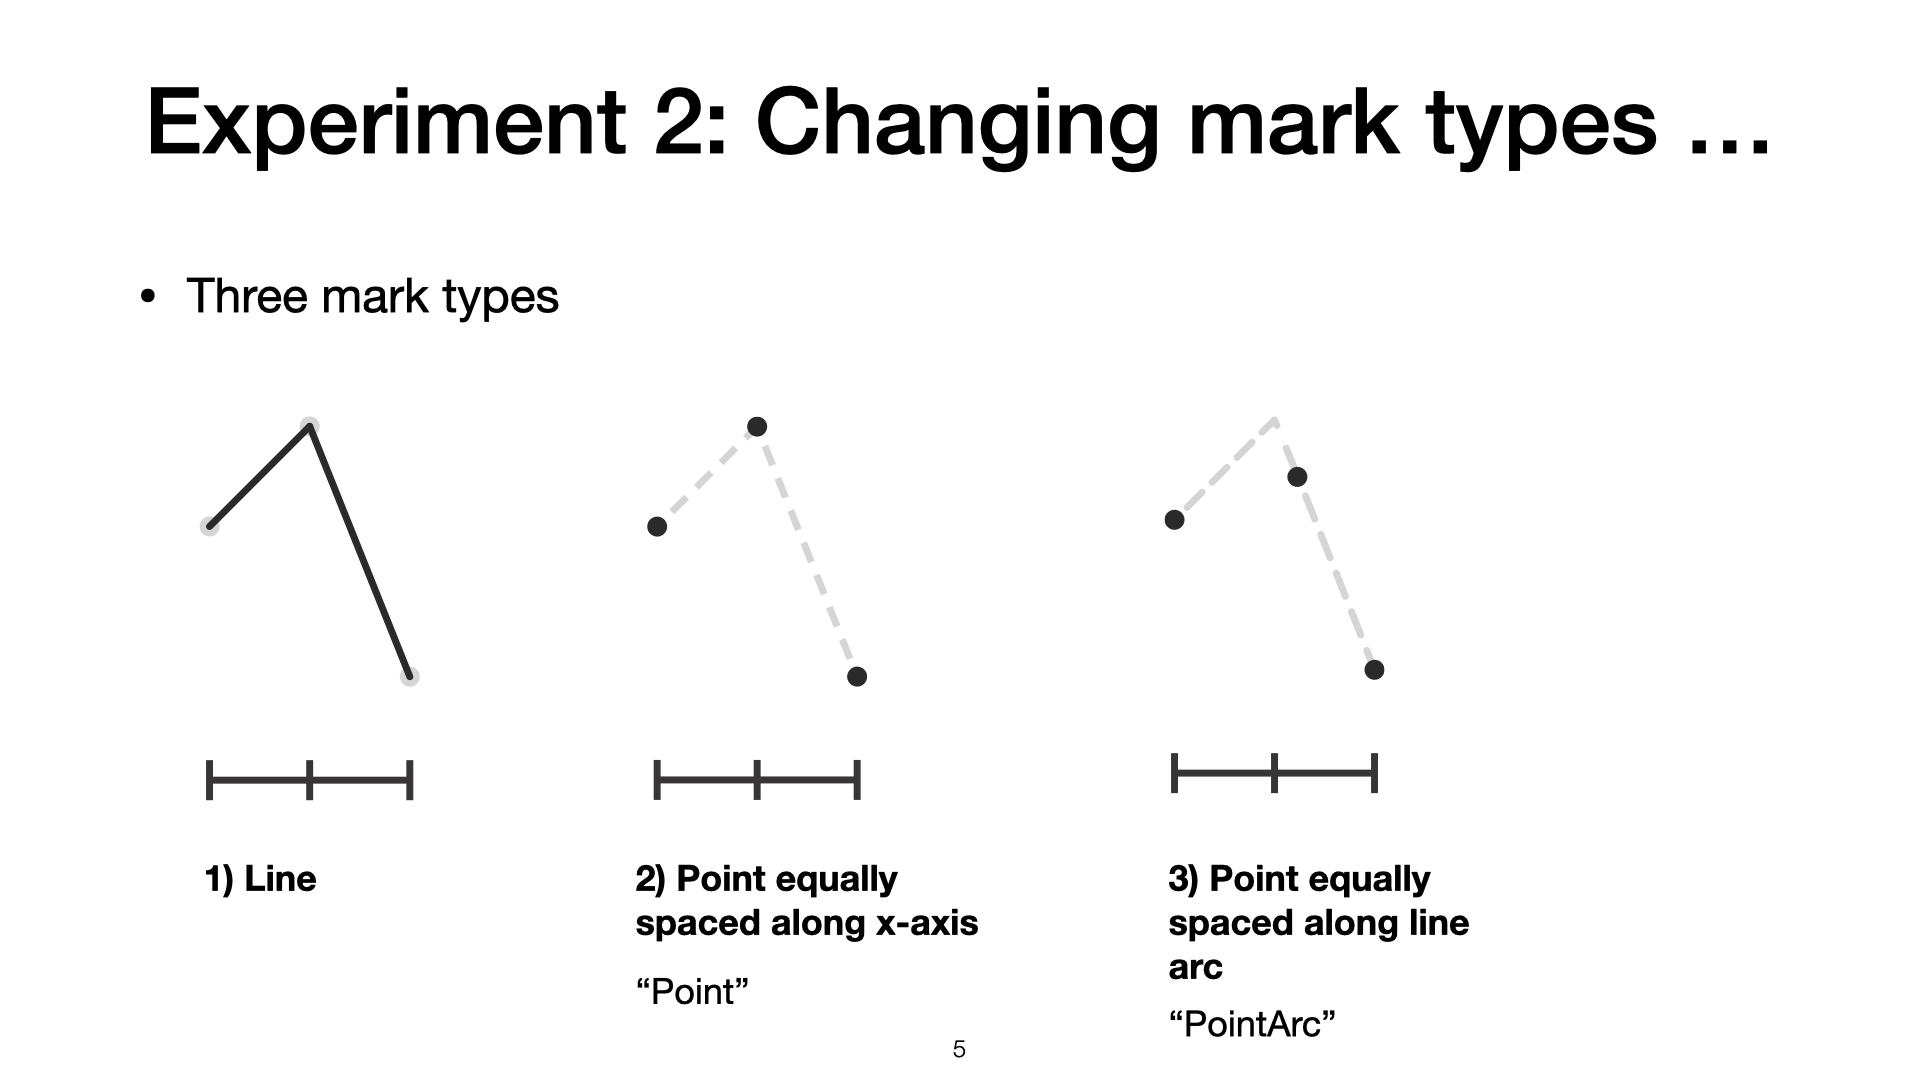 Experiment 2: Changing mark types …
• Three mark types
1) Line
2) Point equally
spaced along x-axis
“Point”
3) Point equally
spaced along line
arc
“PointArc”
5